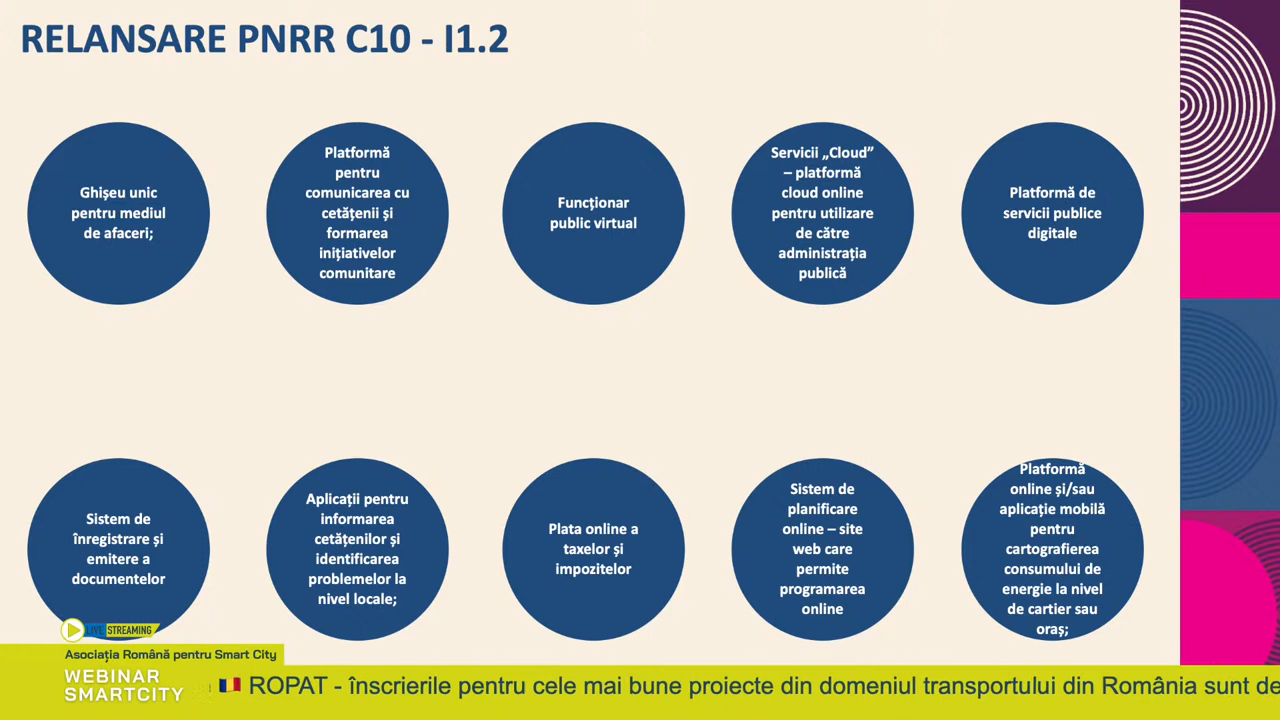 RELANSARE PNRR C10 - I1.2
Ghișeu unic
pentru mediul
de afaceri;
Platformă
pentru
comunicarea cu
cetățenii și
formarea
inițiativelor
comunitare
Funcționar
public virtual
Servicii „Cloud”
– platformă
cloud online
pentru utilizare
de către
administrația
publică
Platformă de
servicii publice
digitale
Sistem de
înregistrare și
emitere a
documentelor
Aplicații pentru
informarea
cetățenilor și
identificarea
problemelor la
nivel locale;
Plata online a
taxelor și
impozitelor
Sistem de
planificare
online – site
web care
permite
programarea
online
Platformă
online și/sau
aplicație mobilă
pentru
cartografierea
consumului de
energie la nivel
de cartier sau
oraș;
LIVE STREAMING
Asociația Română pentru Smart City
WEBINAR
SMARTCITY
ROPAT - înscrierile pentru cele mai bune proiecte din domeniul transportului din România sunt de